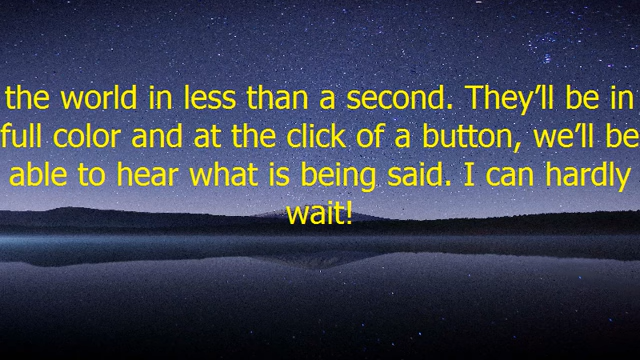 the world in less than a second. They’ll be in
full color and at the click of a button, we’ll be
able to hear what is being said. I can hardly
wait!